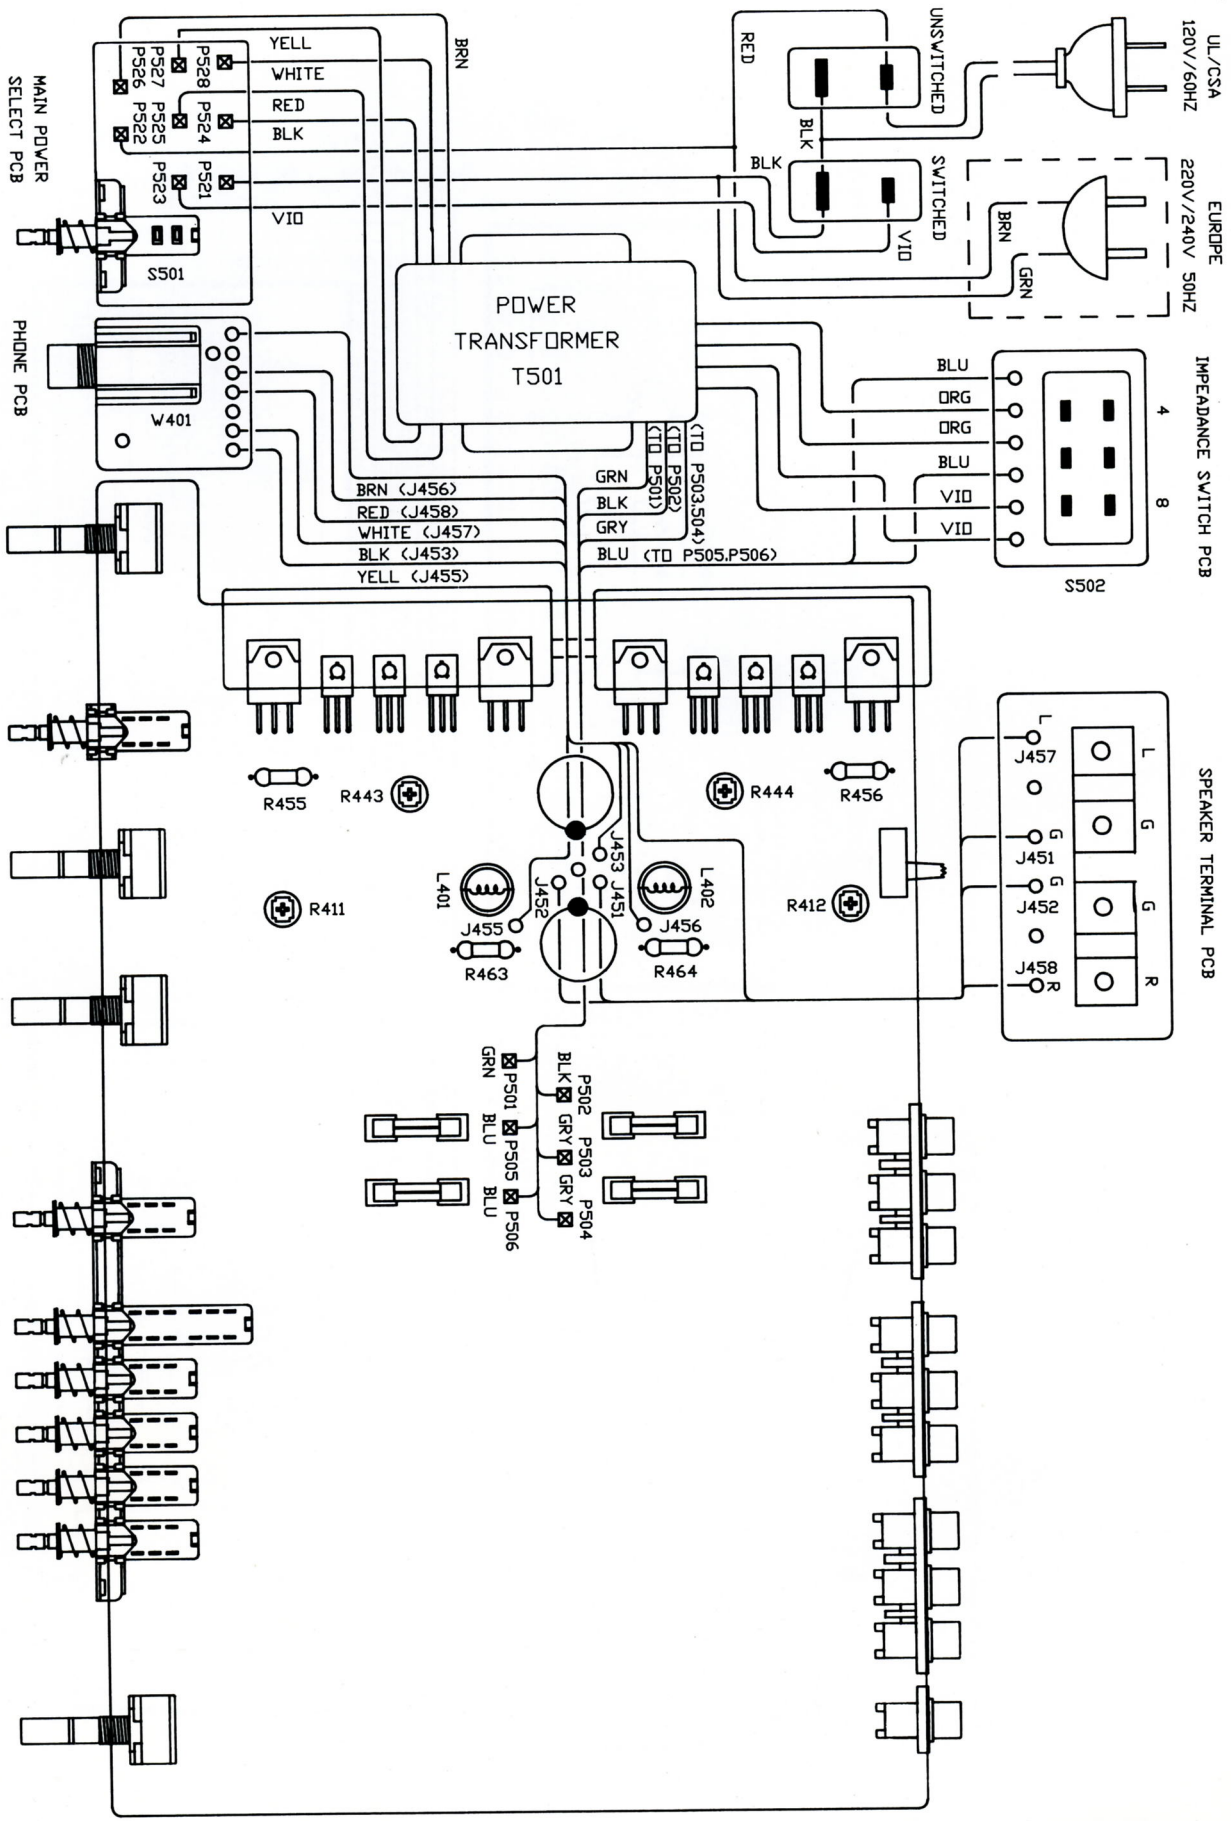 UL/CSA
120V/60HZ
EUROPE
220V/240V 50HZ
IMPEADANCE SWITCH PCB
SPEAKER TERMINAL PCB
MAIN POWER
SELECT PCB
PHONE PCB
UNSWITCHED
SWITCHED
RED
BLK
BLK
VIO
BRN
GRN
BRN
YELL
WHITE
RED
BLK
VIO
P528
P527
P526
P524
P525
P522
P521
P523
S501
POWER
TRANSFORMER
T501
W401
BLU
ORG
ORG
BLU
VIO
VIO
4
8
S502
(TO P503.504)
(TO P502)
(TO P501)
GRN
BLK
GRY
BLU (TO P505.P506)
BRN (J456)
RED (J458)
WHITE (J457)
BLK (J453)
YELL (J455)
R455
R443
R444
R456
R411
R412
L401
L402
J453
J452
J451
J455
J456
R463
R464
L
J457
G
J451
G
J452
J458
R
L
G
G
R
GRN
P501
BLK
P502
BLU
P505
GRY
P503
BLU
P506
GRY
P504